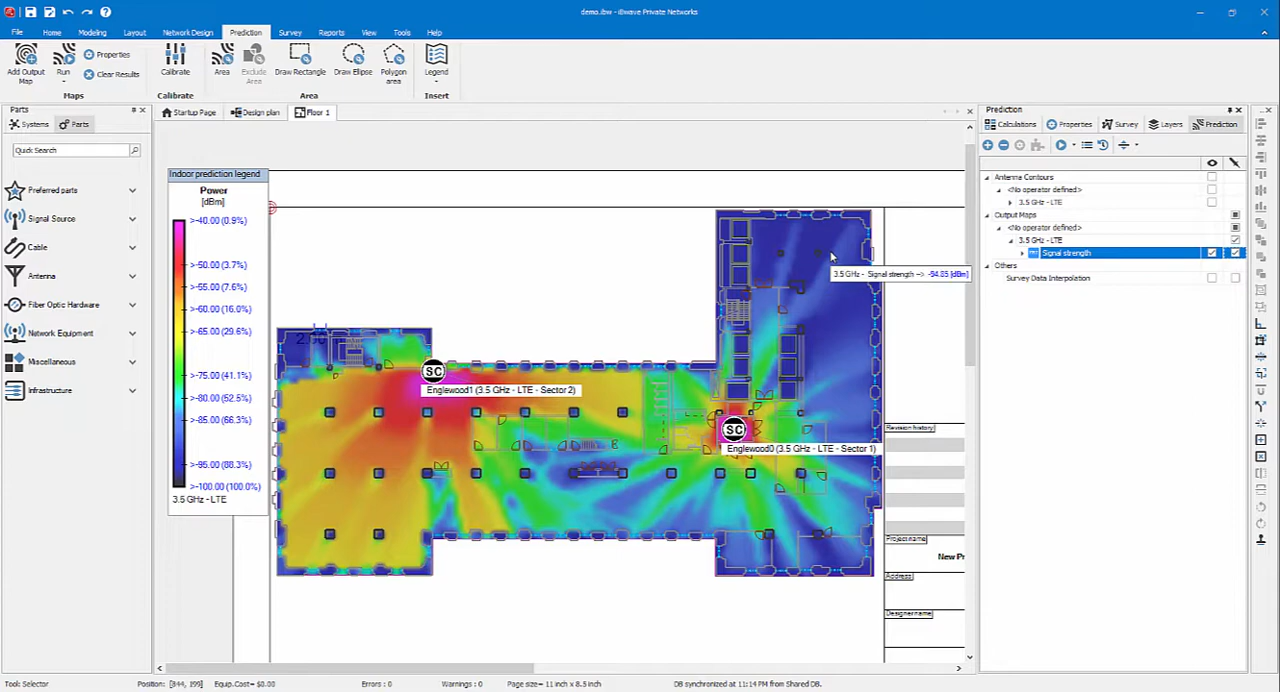 demo.ibw - iBwave Private Networks
File Home Modeling Layout Network Design Prediction Survey Reports View Tools Help
Add Output Map
Run
Properties
Clear Results
Calibrate
Area
Exclude Area
Draw Rectangle
Draw Elipse
Polygon area
Legend
Maps Calibrate Area Insert
Parts
Systems Parts
Quick Search
Preferred parts
Signal Source
Cable
Antenna
Fiber Optic Hardware
Network Equipment
Miscellaneous
Infrastructure
Startup Page Design plan Floor 1
Indoor prediction legend
Power
[dBm]
>-40.00 (0.9%)
>-50.00 (3.7%)
>-55.00 (7.6%)
>-60.00 (16.0%)
>-65.00 (29.6%)
>-75.00 (41.1%)
>-80.00 (52.5%)
>-85.00 (66.3%)
>-95.00 (88.3%)
>-100.00 (100.0%)
3.5 GHz - LTE
SC
Englewood1 (3.5 GHz - LTE - Sector 2)
SC
Englewood0 (3.5 GHz - LTE - Sector 1)
3.5 GHz - Signal strength -> -94.85 [dBm]
Revision history
Project name
New Pr
Address
Designer name
Prediction
Calculations Properties Survey Layers Prediction
Antenna Contours
<No operator defined>
3.5 GHz - LTE
Output Maps
<No operator defined>
3.5 GHz - LTE
Signal strength
Others
Survey Data Interpolation
Tool: Selector Position: [844, 199] Equip.Cost= $0.00 Errors : 0 Warnings : 0 Page size= 11 inch x 8.5 inch DB synchronized at 11:14 PM from Shared DB.